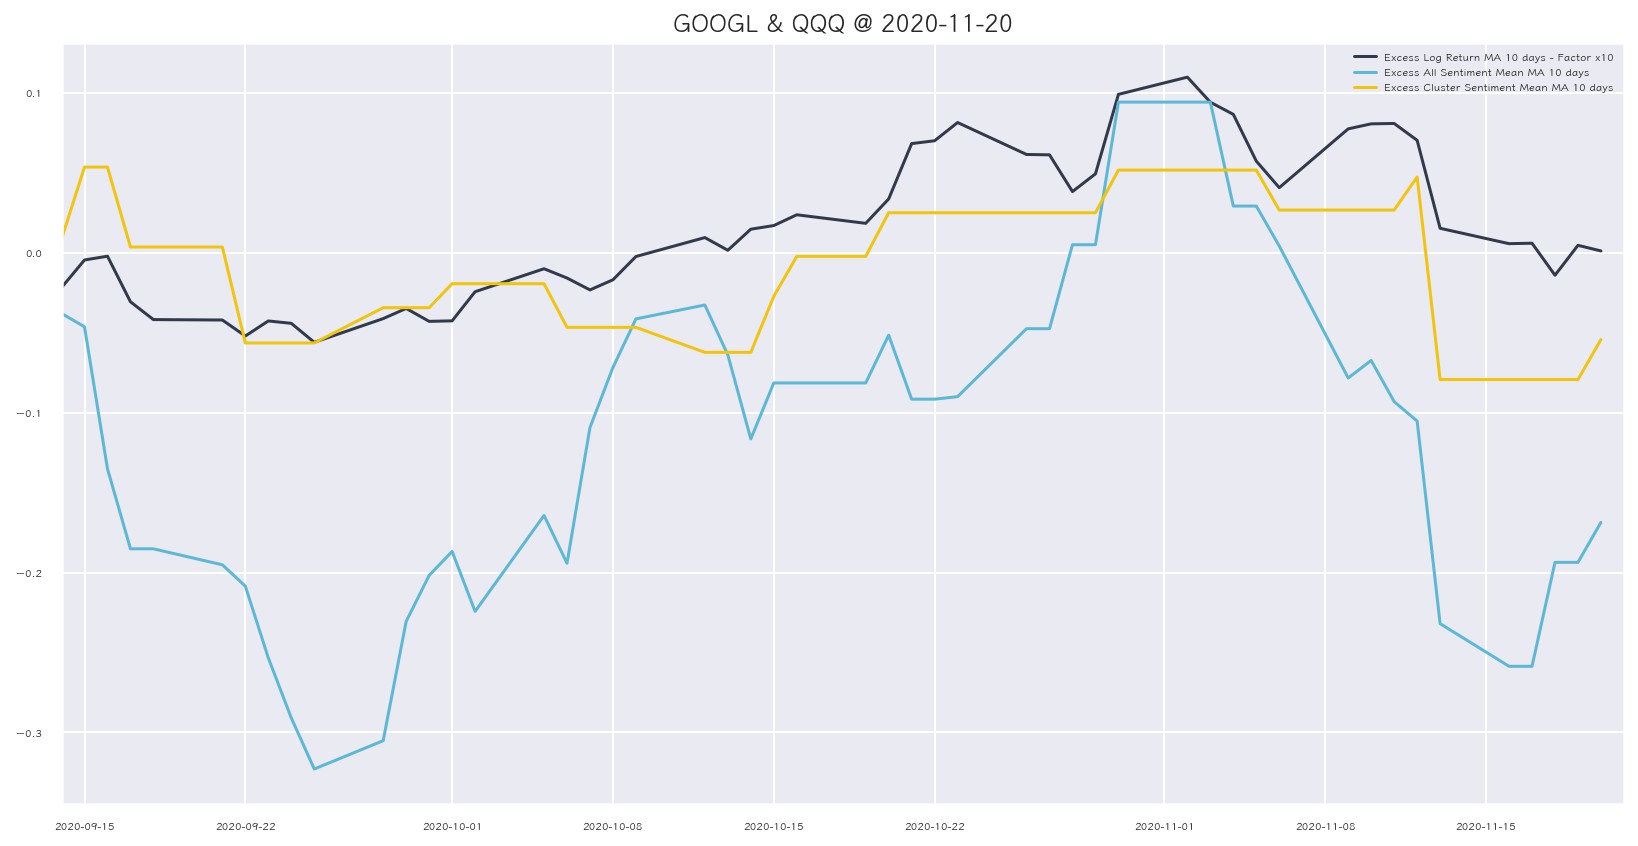 GOOGL & QQQ @ 2020-11-20
Excess Log Return MA 10 days - Factor x10
Excess All Sentiment Mean MA 10 days
Excess Cluster Sentiment Mean MA 10 days
0.1
0.0
−0.1
−0.2
−0.3
2020-09-15 2020-09-22 2020-10-01 2020-10-08 2020-10-15 2020-10-22 2020-11-01 2020-11-08 2020-11-15